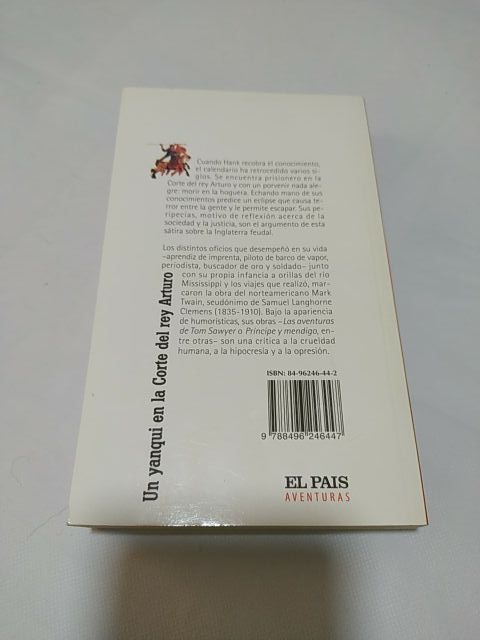 Cuando Hank recobra el conocimiento,
el calendario ha retrocedido varios si-
glos. Se encuentra prisionero en la
Corte del rey Arturo y con un porvenir nada ale-
gre: morir en la hoguera. Echando mano de sus
conocimientos predice un eclipse que causa te-
rror entre la gente y le permite escapar. Sus pe-
ripecias, motivo de reflexión acerca de la
sociedad y la justicia, son el argumento de esta
sátira sobre la Inglaterra feudal.
Los distintos oficios que desempeñó en su vida
–aprendiz de imprenta, piloto de barco de vapor,
periodista, buscador de oro y soldado– junto
con su propia infancia a orillas del río
Mississippi y los viajes que realizó, mar-
caron la obra del norteamericano Mark
Twain, seudónimo de Samuel Langhorne
Clemens (1835-1910). Bajo la apariencia
de humorísticas, sus obras –Las aventuras
de Tom Sawyer o Príncipe y mendigo, en-
tre otras– son una crítica a la crueldad
humana, a la hipocresía y a la opresión.
Un yanqui en la Corte del rey Arturo
ISBN: 84-96246-44-2
9 788496 246447
EL PAIS
AVENTURAS